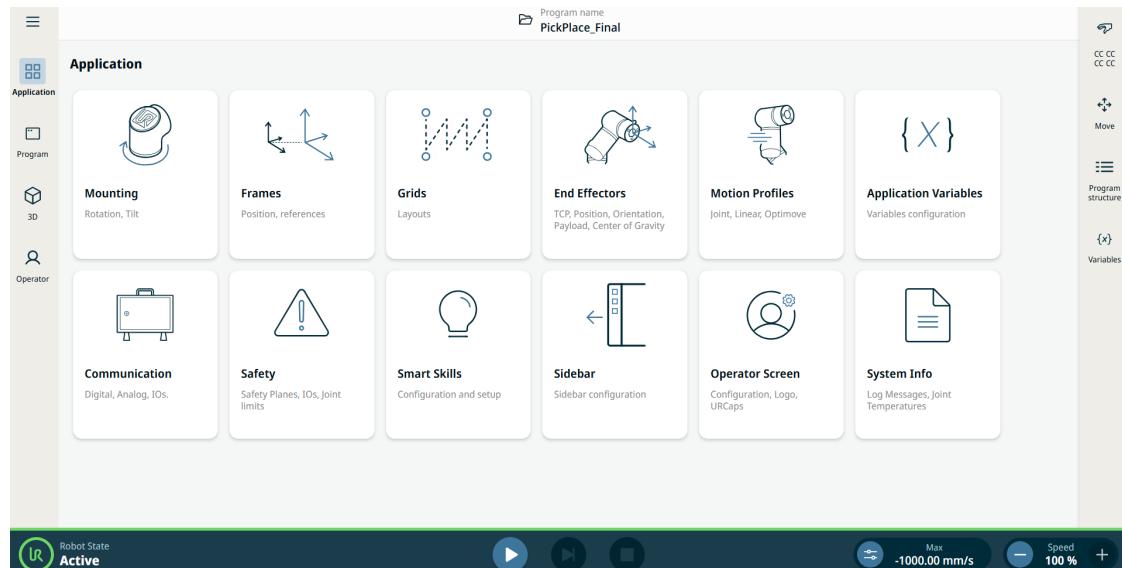 Program name
PickPlace_Final
Application
Application
Program
3D
Operator
Mounting
Rotation, Tilt
Frames
Position, references
Grids
Layouts
End Effectors
TCP, Position, Orientation,
Payload, Center of Gravity
Motion Profiles
Joint, Linear, Optimove
{X}
Application Variables
Variables configuration
Communication
Digital, Analog, IOs.
Safety
Safety Planes, IOs, Joint
limits
Smart Skills
Configuration and setup
Sidebar
Sidebar configuration
Operator Screen
Configuration, Logo,
URCaps
System Info
Log Messages, Joint
Temperatures
CC CC
CC CC
Move
Program
structure
{x}
Variables
UR
Robot State
Active
Max
-1000.00 mm/s
Speed
100 %